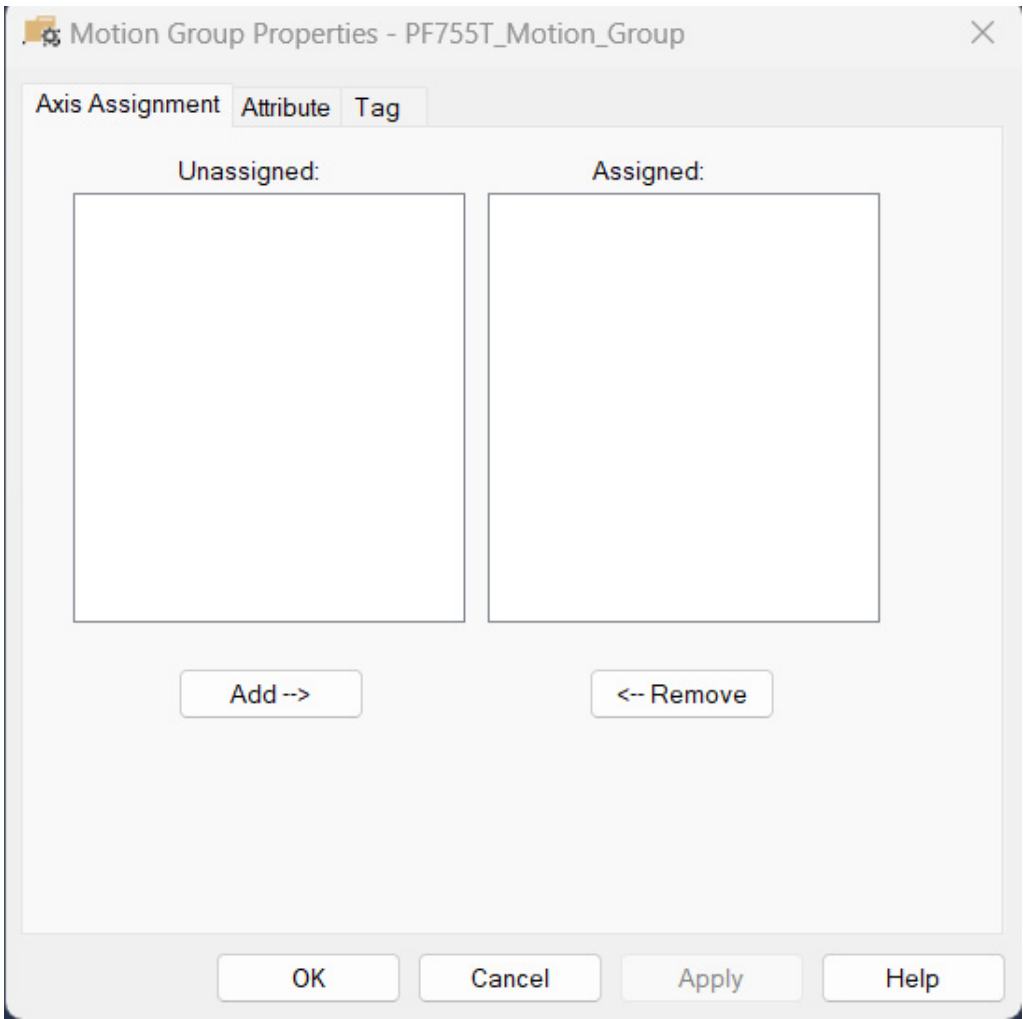 Motion Group Properties - PF755T_Motion_Group
Axis Assignment Attribute Tag
Unassigned: Assigned:
Add --> <-- Remove
OK Cancel Apply Help